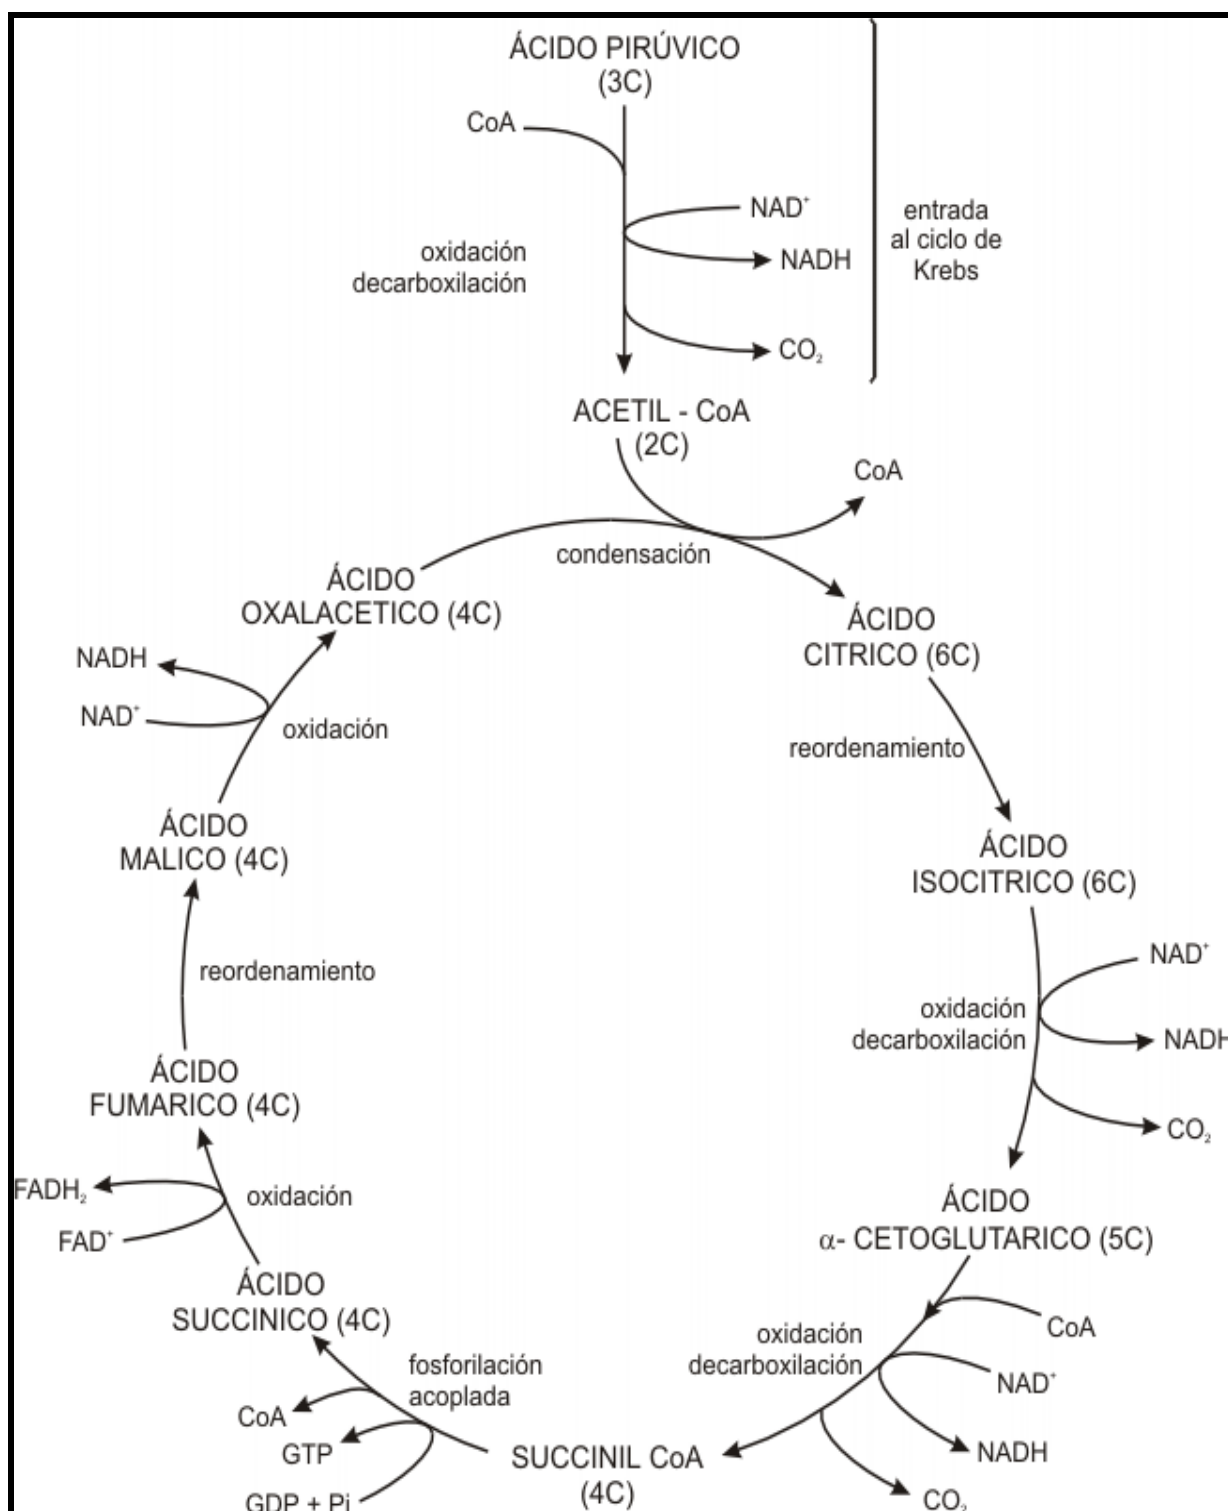 ÁCIDO PIRÚVICO
(3C)
CoA
NAD⁺
NADH
oxidación
decarboxilación
CO₂
entrada
al ciclo de
Krebs
ACETIL - CoA
(2C)
CoA
condensación
ÁCIDO
OXALACETICO (4C)
ÁCIDO
CITRICO (6C)
NADH
NAD⁺
oxidación
reordenamiento
ÁCIDO
MALICO (4C)
ÁCIDO
ISOCITRICO (6C)
reordenamiento
NAD⁺
oxidación
decarboxilación
NADH
CO₂
ÁCIDO
FUMARICO (4C)
FADH₂
oxidación
FAD⁺
ÁCIDO
α- CETOGLUTARICO (5C)
ÁCIDO
SUCCINICO (4C)
CoA
oxidación
decarboxilación
NAD⁺
NADH
CO₂
fosforilación
acoplada
CoA
GTP
GDP + Pi
SUCCINIL CoA
(4C)